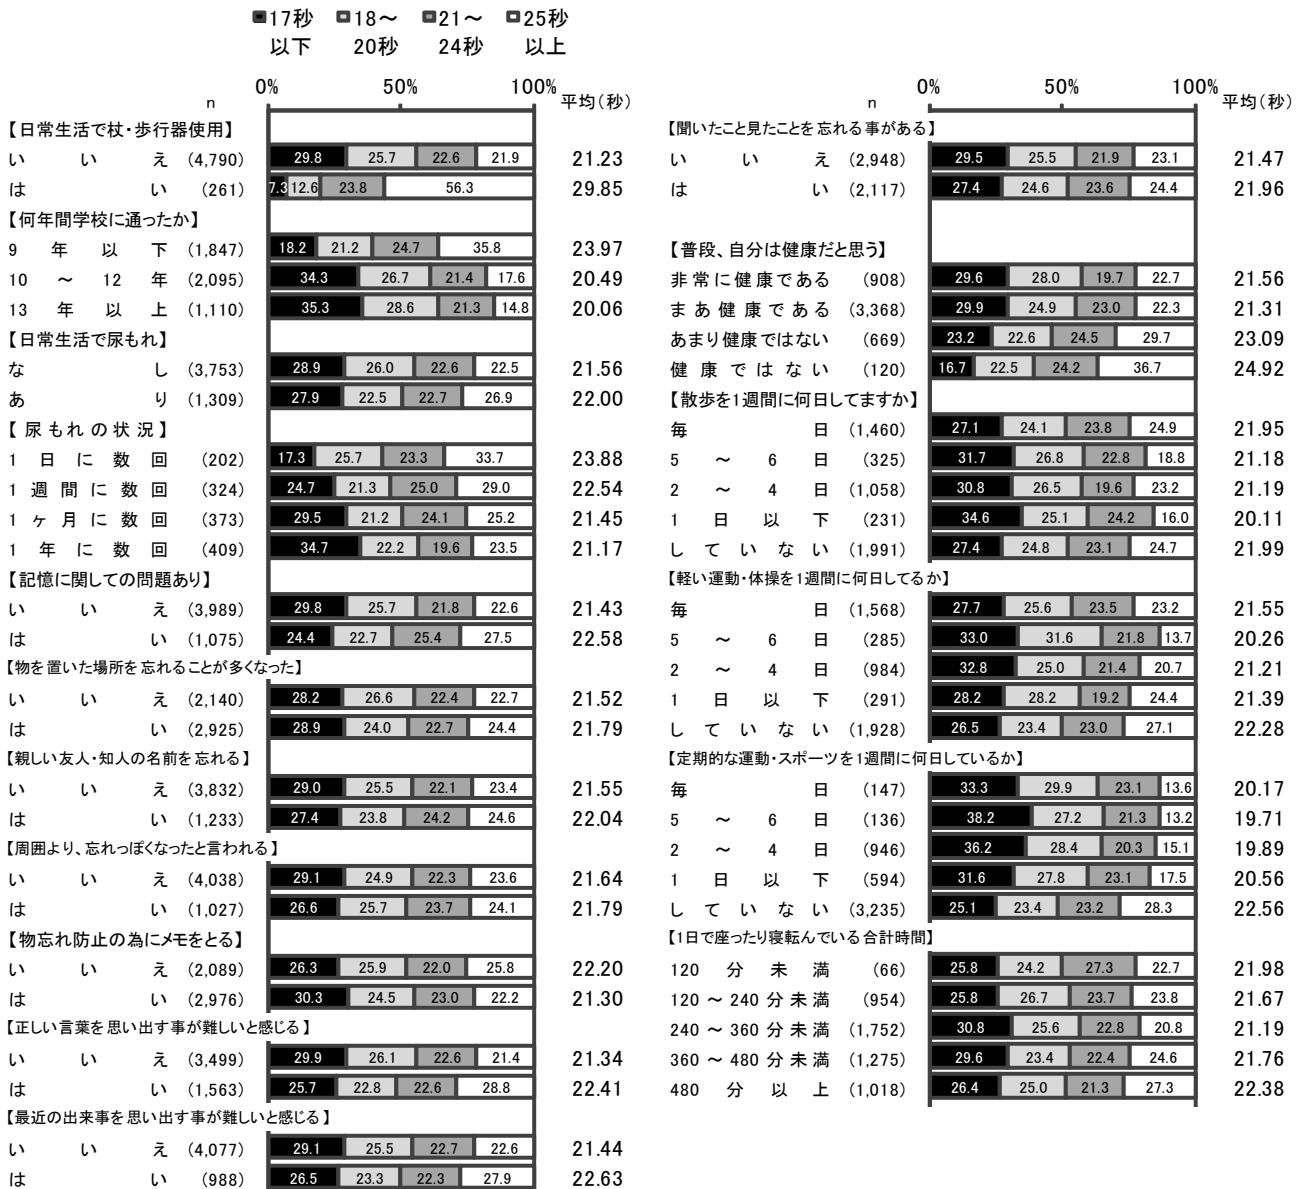 17秒以下 18～20秒 21～24秒 25秒以上
n 0% 50% 100% 平均（秒）
【日常生活で杖・歩行器使用】
いいえ (4,790) 29.8 25.7 22.6 21.9 21.23
はい (261) 7.3 12.6 23.8 56.3 29.85
【何年間学校に通ったか】
9年以下 (1,847) 18.2 21.2 24.7 35.8 23.97
10～12年 (2,095) 34.3 26.7 21.4 17.6 20.49
13年以上 (1,110) 35.3 28.6 21.3 14.8 20.06
【日常生活で尿もれ】
なし (3,753) 28.9 26.0 22.6 22.5 21.56
あり (1,309) 27.9 22.5 22.7 26.9 22.00
【尿もれの状況】
1日に数回 (202) 17.3 25.7 23.3 33.7 23.88
1週間に数回 (324) 24.7 21.3 25.0 29.0 22.54
1ヶ月に数回 (373) 29.5 21.2 24.1 25.2 21.45
1年に数回 (409) 34.7 22.2 19.6 23.5 21.17
【記憶に関しての問題あり】
いいえ (3,989) 29.8 25.7 21.8 22.6 21.43
はい (1,075) 24.4 22.7 25.4 27.5 22.58
【物を置いた場所を忘れることが多くなった】
いいえ (2,140) 28.2 26.6 22.4 22.7 21.52
はい (2,925) 28.9 24.0 22.7 24.4 21.79
【親しい友人・知人の名前を忘れる】
いいえ (3,832) 29.0 25.5 22.1 23.4 21.55
はい (1,233) 27.4 23.8 24.2 24.6 22.04
【周囲より、忘れっぽくなったと言われる】
いいえ (4,038) 29.1 24.9 22.3 23.6 21.64
はい (1,027) 26.6 25.7 23.7 24.1 21.79
【物忘れ防止の為にメモをとる】
いいえ (2,089) 26.3 25.9 22.0 25.8 22.20
はい (2,976) 30.3 24.5 23.0 22.2 21.30
【正しい言葉を思い出す事が難しいと感じる】
いいえ (3,499) 29.9 26.1 22.6 21.4 21.34
はい (1,563) 25.7 22.8 22.6 28.8 22.41
【最近の出来事を思い出す事が難しいと感じる】
いいえ (4,077) 29.1 25.5 22.7 22.6 21.44
はい (988) 26.5 23.3 22.3 27.9 22.63
n 0% 50% 100% 平均（秒）
【聞いたこと見たことを忘れる事がある】
いいえ (2,948) 29.5 25.5 21.9 23.1 21.47
はい (2,117) 27.4 24.6 23.6 24.4 21.96
【普段、自分は健康だと思う】
非常に健康である (908) 29.6 28.0 19.7 22.7 21.56
まあ健康である (3,368) 29.9 24.9 23.0 22.3 21.31
あまり健康ではない (669) 23.2 22.6 24.5 29.7 23.09
健康ではない (120) 16.7 22.5 24.2 36.7 24.92
【散歩を1週間に何日してますか】
毎日 (1,460) 27.1 24.1 23.8 24.9 21.95
5～6日 (325) 31.7 26.8 22.8 18.8 21.18
2～4日 (1,058) 30.8 26.5 19.6 23.2 21.19
1日以下 (231) 34.6 25.1 24.2 16.0 20.11
していない (1,991) 27.4 24.8 23.1 24.7 21.99
【軽い運動・体操を1週間に何日してるか】
毎日 (1,568) 27.7 25.6 23.5 23.2 21.55
5～6日 (285) 33.0 31.6 21.8 13.7 20.26
2～4日 (984) 32.8 25.0 21.4 20.7 21.21
1日以下 (291) 28.2 28.2 19.2 24.4 21.39
していない (1,928) 26.5 23.4 23.0 27.1 22.28
【定期的な運動・スポーツを1週間に何日しているか】
毎日 (147) 33.3 29.9 23.1 13.6 20.17
5～6日 (136) 38.2 27.2 21.3 13.2 19.71
2～4日 (946) 36.2 28.4 20.3 15.1 19.89
1日以下 (594) 31.6 27.8 23.1 17.5 20.56
していない (3,235) 25.1 23.4 23.2 28.3 22.56
【1日で座ったり寝転んでいる合計時間】
120分未満 (66) 25.8 24.2 27.3 22.7 21.98
120～240分未満 (954) 25.8 26.7 23.7 23.8 21.67
240～360分未満 (1,752) 30.8 25.6 22.8 20.8 21.19
360～480分未満 (1,275) 29.6 23.4 22.4 24.6 21.76
480分以上 (1,018) 26.4 25.0 21.3 27.3 22.38